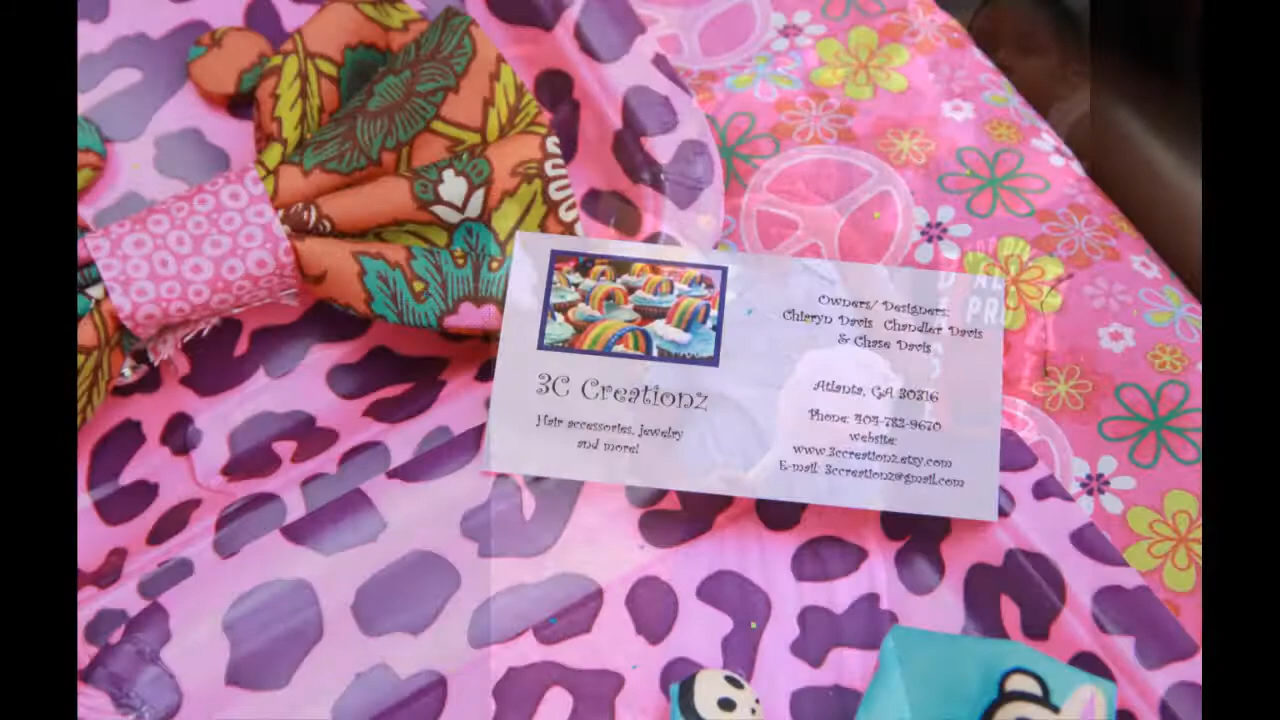 3C Creationz
Hair accessories, jewelry
and more!
Owners/ Designers:
Chiaryn Davis Chandler Davis
& Chase Davis
Atlanta, GA 30316
Phone: 404-782-9670
website:
www.3ccreationz.etsy.com
E-mail: 3ccreationz@gmail.com